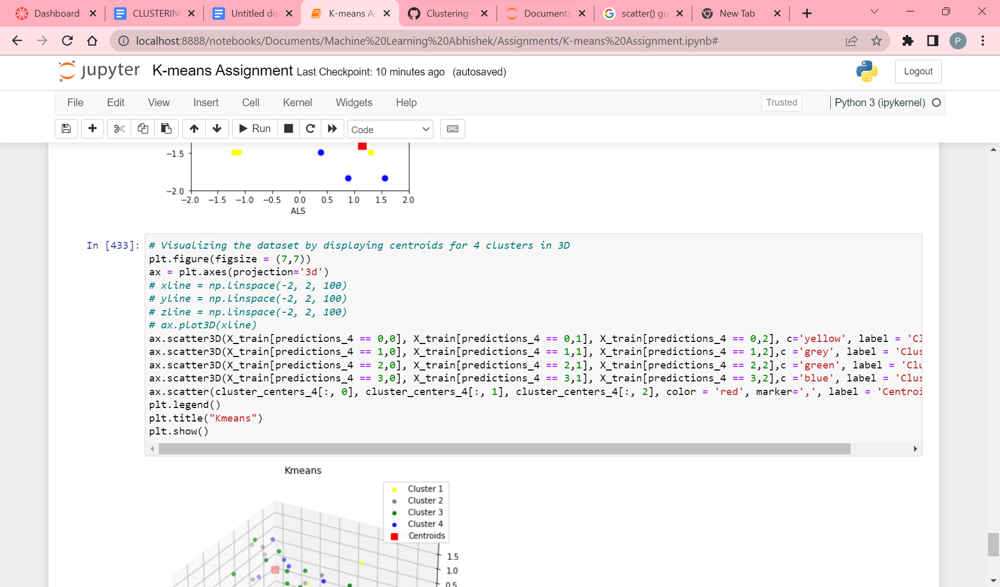 Dashboard
CLUSTERIN
Untitled do
K-means As
Clustering-
Documents
scatter() go
New Tab
localhost:8888/notebooks/Documents/Machine%20Learning%20Abhishek/Assignments/K-means%20Assignment.ipynb#
P
jupyter K-means Assignment Last Checkpoint: 10 minutes ago (autosaved)
Logout
File Edit View Insert Cell Kernel Widgets Help
Trusted
Python 3 (ipykernel)
Run
Code
−1.5
−2.0
−2.0 −1.5 −1.0 −0.5 0.0 0.5 1.0 1.5 2.0
ALS
In [433]:
# Visualizing the dataset by displaying centroids for 4 clusters in 3D
plt.figure(figsize = (7,7))
ax = plt.axes(projection='3d')
# xline = np.linspace(-2, 2, 100)
# yline = np.linspace(-2, 2, 100)
# zline = np.linspace(-2, 2, 100)
# ax.plot3D(xline)
ax.scatter3D(X_train[predictions_4 == 0,0], X_train[predictions_4 == 0,1], X_train[predictions_4 == 0,2], c='yellow', label = 'Cl
ax.scatter3D(X_train[predictions_4 == 1,0], X_train[predictions_4 == 1,1], X_train[predictions_4 == 1,2],c ='grey', label = 'Clus
ax.scatter3D(X_train[predictions_4 == 2,0], X_train[predictions_4 == 2,1], X_train[predictions_4 == 2,2],c ='green', label = 'Clu
ax.scatter3D(X_train[predictions_4 == 3,0], X_train[predictions_4 == 3,1], X_train[predictions_4 == 3,2],c ='blue', label = 'Clus
ax.scatter(cluster_centers_4[:, 0], cluster_centers_4[:, 1], cluster_centers_4[:, 2], color = 'red', marker=',', label = 'Centroi
plt.legend()
plt.title("Kmeans")
plt.show()
Kmeans
Cluster 1
Cluster 2
Cluster 3
Cluster 4
Centroids
1.5
1.0
0.5